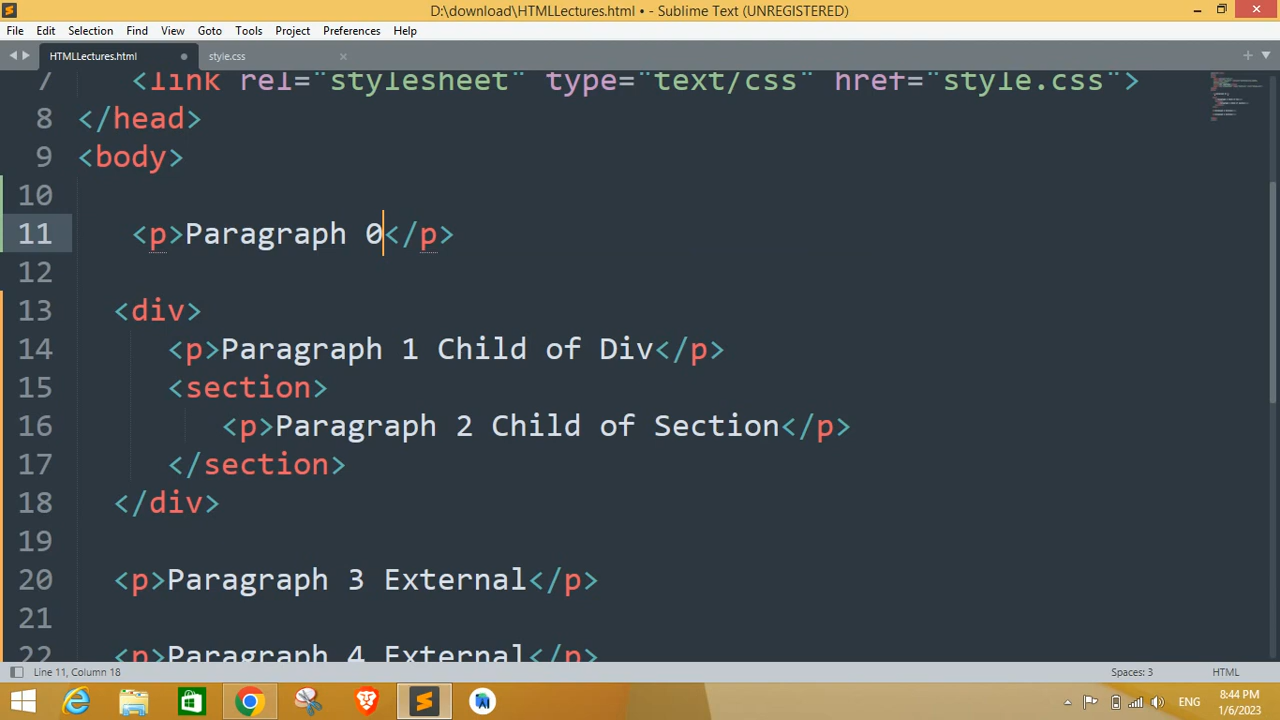 D:\download\HTMLLectures.html • - Sublime Text (UNREGISTERED)
File Edit Selection Find View Goto Tools Project Preferences Help
HTMLLectures.html style.css
7 <link rel="stylesheet" type="text/css" href="style.css">
8 </head>
9 <body>
10
11 <p>Paragraph 0</p>
12
13 <div>
14 <p>Paragraph 1 Child of Div</p>
15 <section>
16 <p>Paragraph 2 Child of Section</p>
17 </section>
18 </div>
19
20 <p>Paragraph 3 External</p>
21
22 <p>Paragraph 4 External</p>
Line 11, Column 18 Spaces: 3 HTML
ENG 8:44 PM
1/6/2023